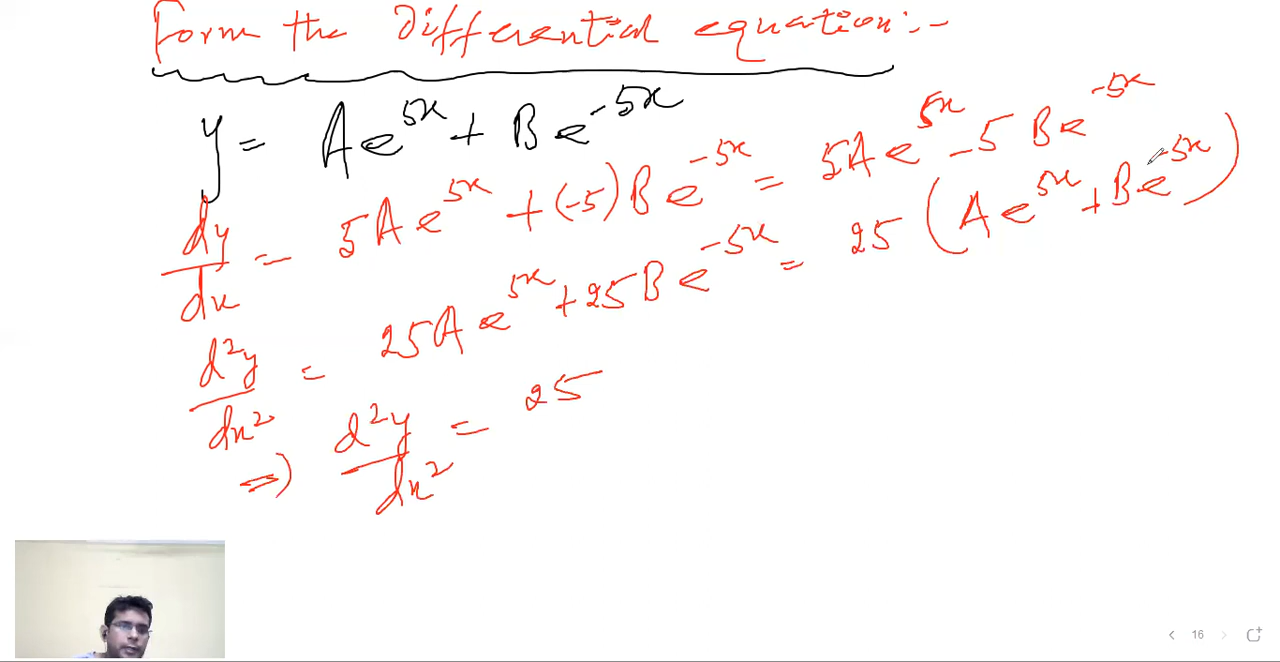 Form the differential equation:-
y = Ae^{5x} + Be^{-5x}
dy/dx = 5Ae^{5x} + (-5)Be^{-5x} = 5Ae^{5x} - 5Be^{-5x}
d²y/dx² = 25Ae^{5x} + 25Be^{-5x} = 25(Ae^{5x} + Be^{-5x})
⇒) d²y/dx² = 25
16